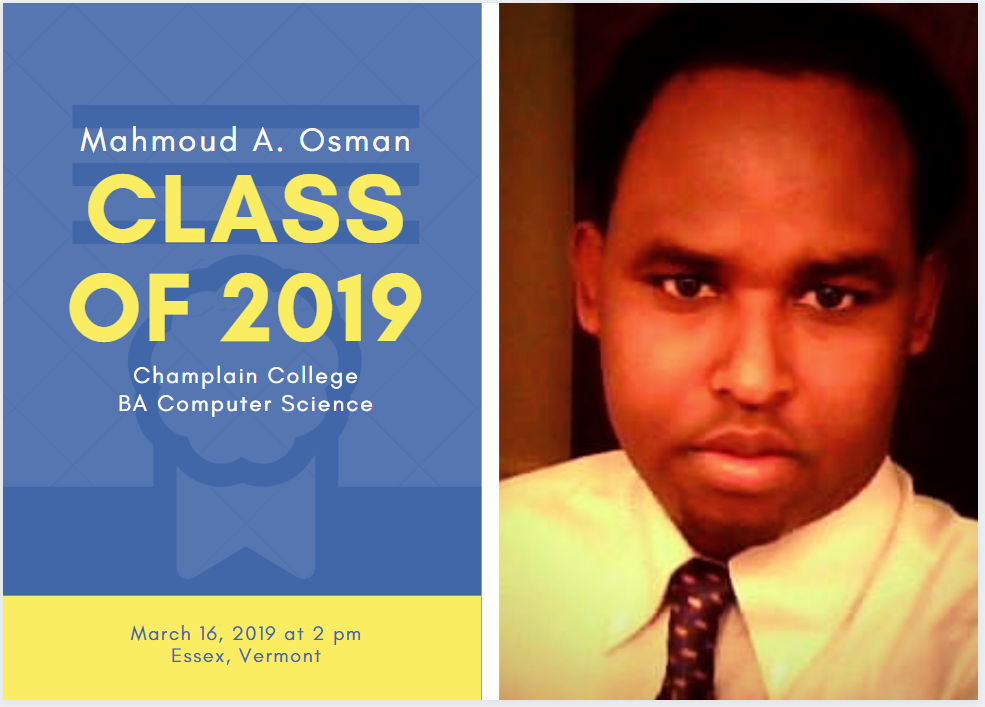 Mahmoud A. Osman
CLASS
OF 2019
Champlain College
BA Computer Science
March 16, 2019 at 2 pm
Essex, Vermont